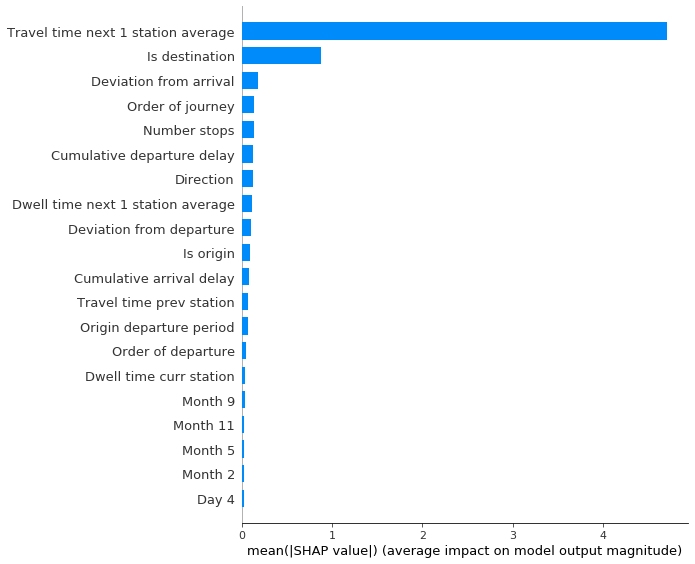 Travel time next 1 station average
Is destination
Deviation from arrival
Order of journey
Number stops
Cumulative departure delay
Direction
Dwell time next 1 station average
Deviation from departure
Is origin
Cumulative arrival delay
Travel time prev station
Origin departure period
Order of departure
Dwell time curr station
Month 9
Month 11
Month 5
Month 2
Day 4
0 1 2 3 4
mean(|SHAP value|) (average impact on model output magnitude)